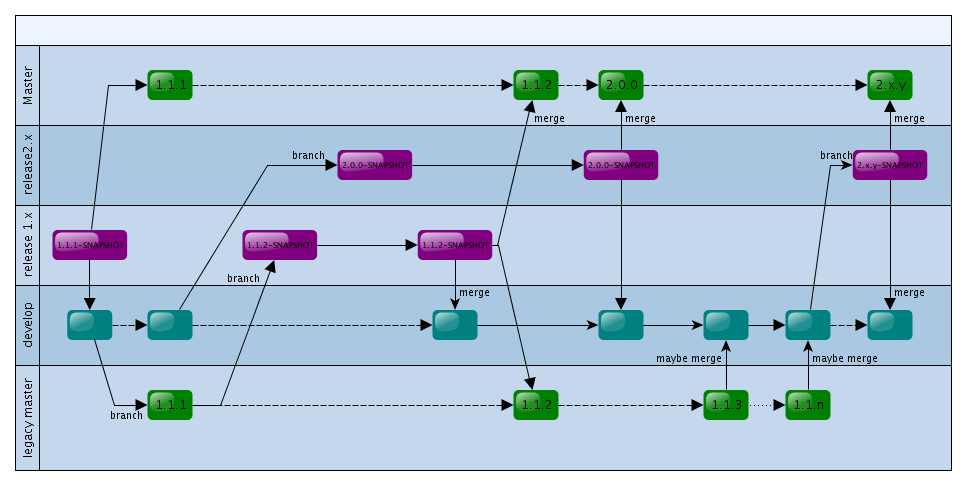 Master
1.1.1
1.1.2
2.0.0
2.x.y
merge
merge
merge
release2.x
branch
2.0.0-SNAPSHOT
2.0.0-SNAPSHOT
branch
2.x.y-SNAPSHOT
release 1.x
1.1.1-SNAPSHOT
1.1.2-SNAPSHOT
1.1.2-SNAPSHOT
branch
develop
merge
merge
maybe merge
maybe merge
legacy master
branch
1.1.1
1.1.2
1.1.3
1.1.n